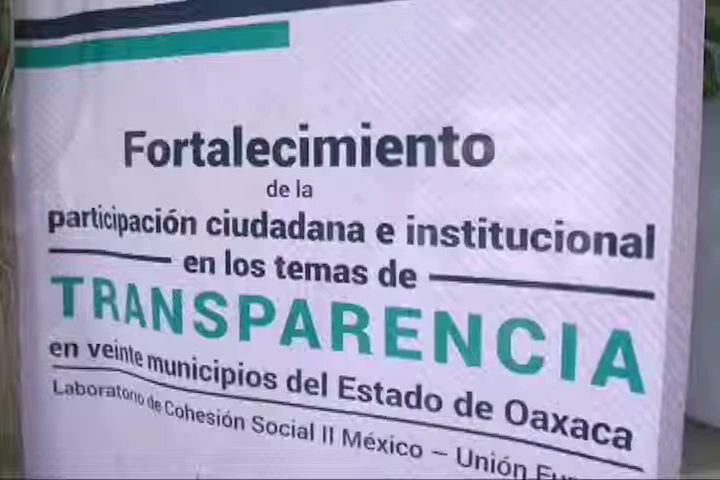 Fortalecimiento
de la
participación ciudadana e institucional
en los temas de
TRANSPARENCIA
en veinte municipios del Estado de Oaxaca
Laboratorio de Cohesión Social II México – Unión